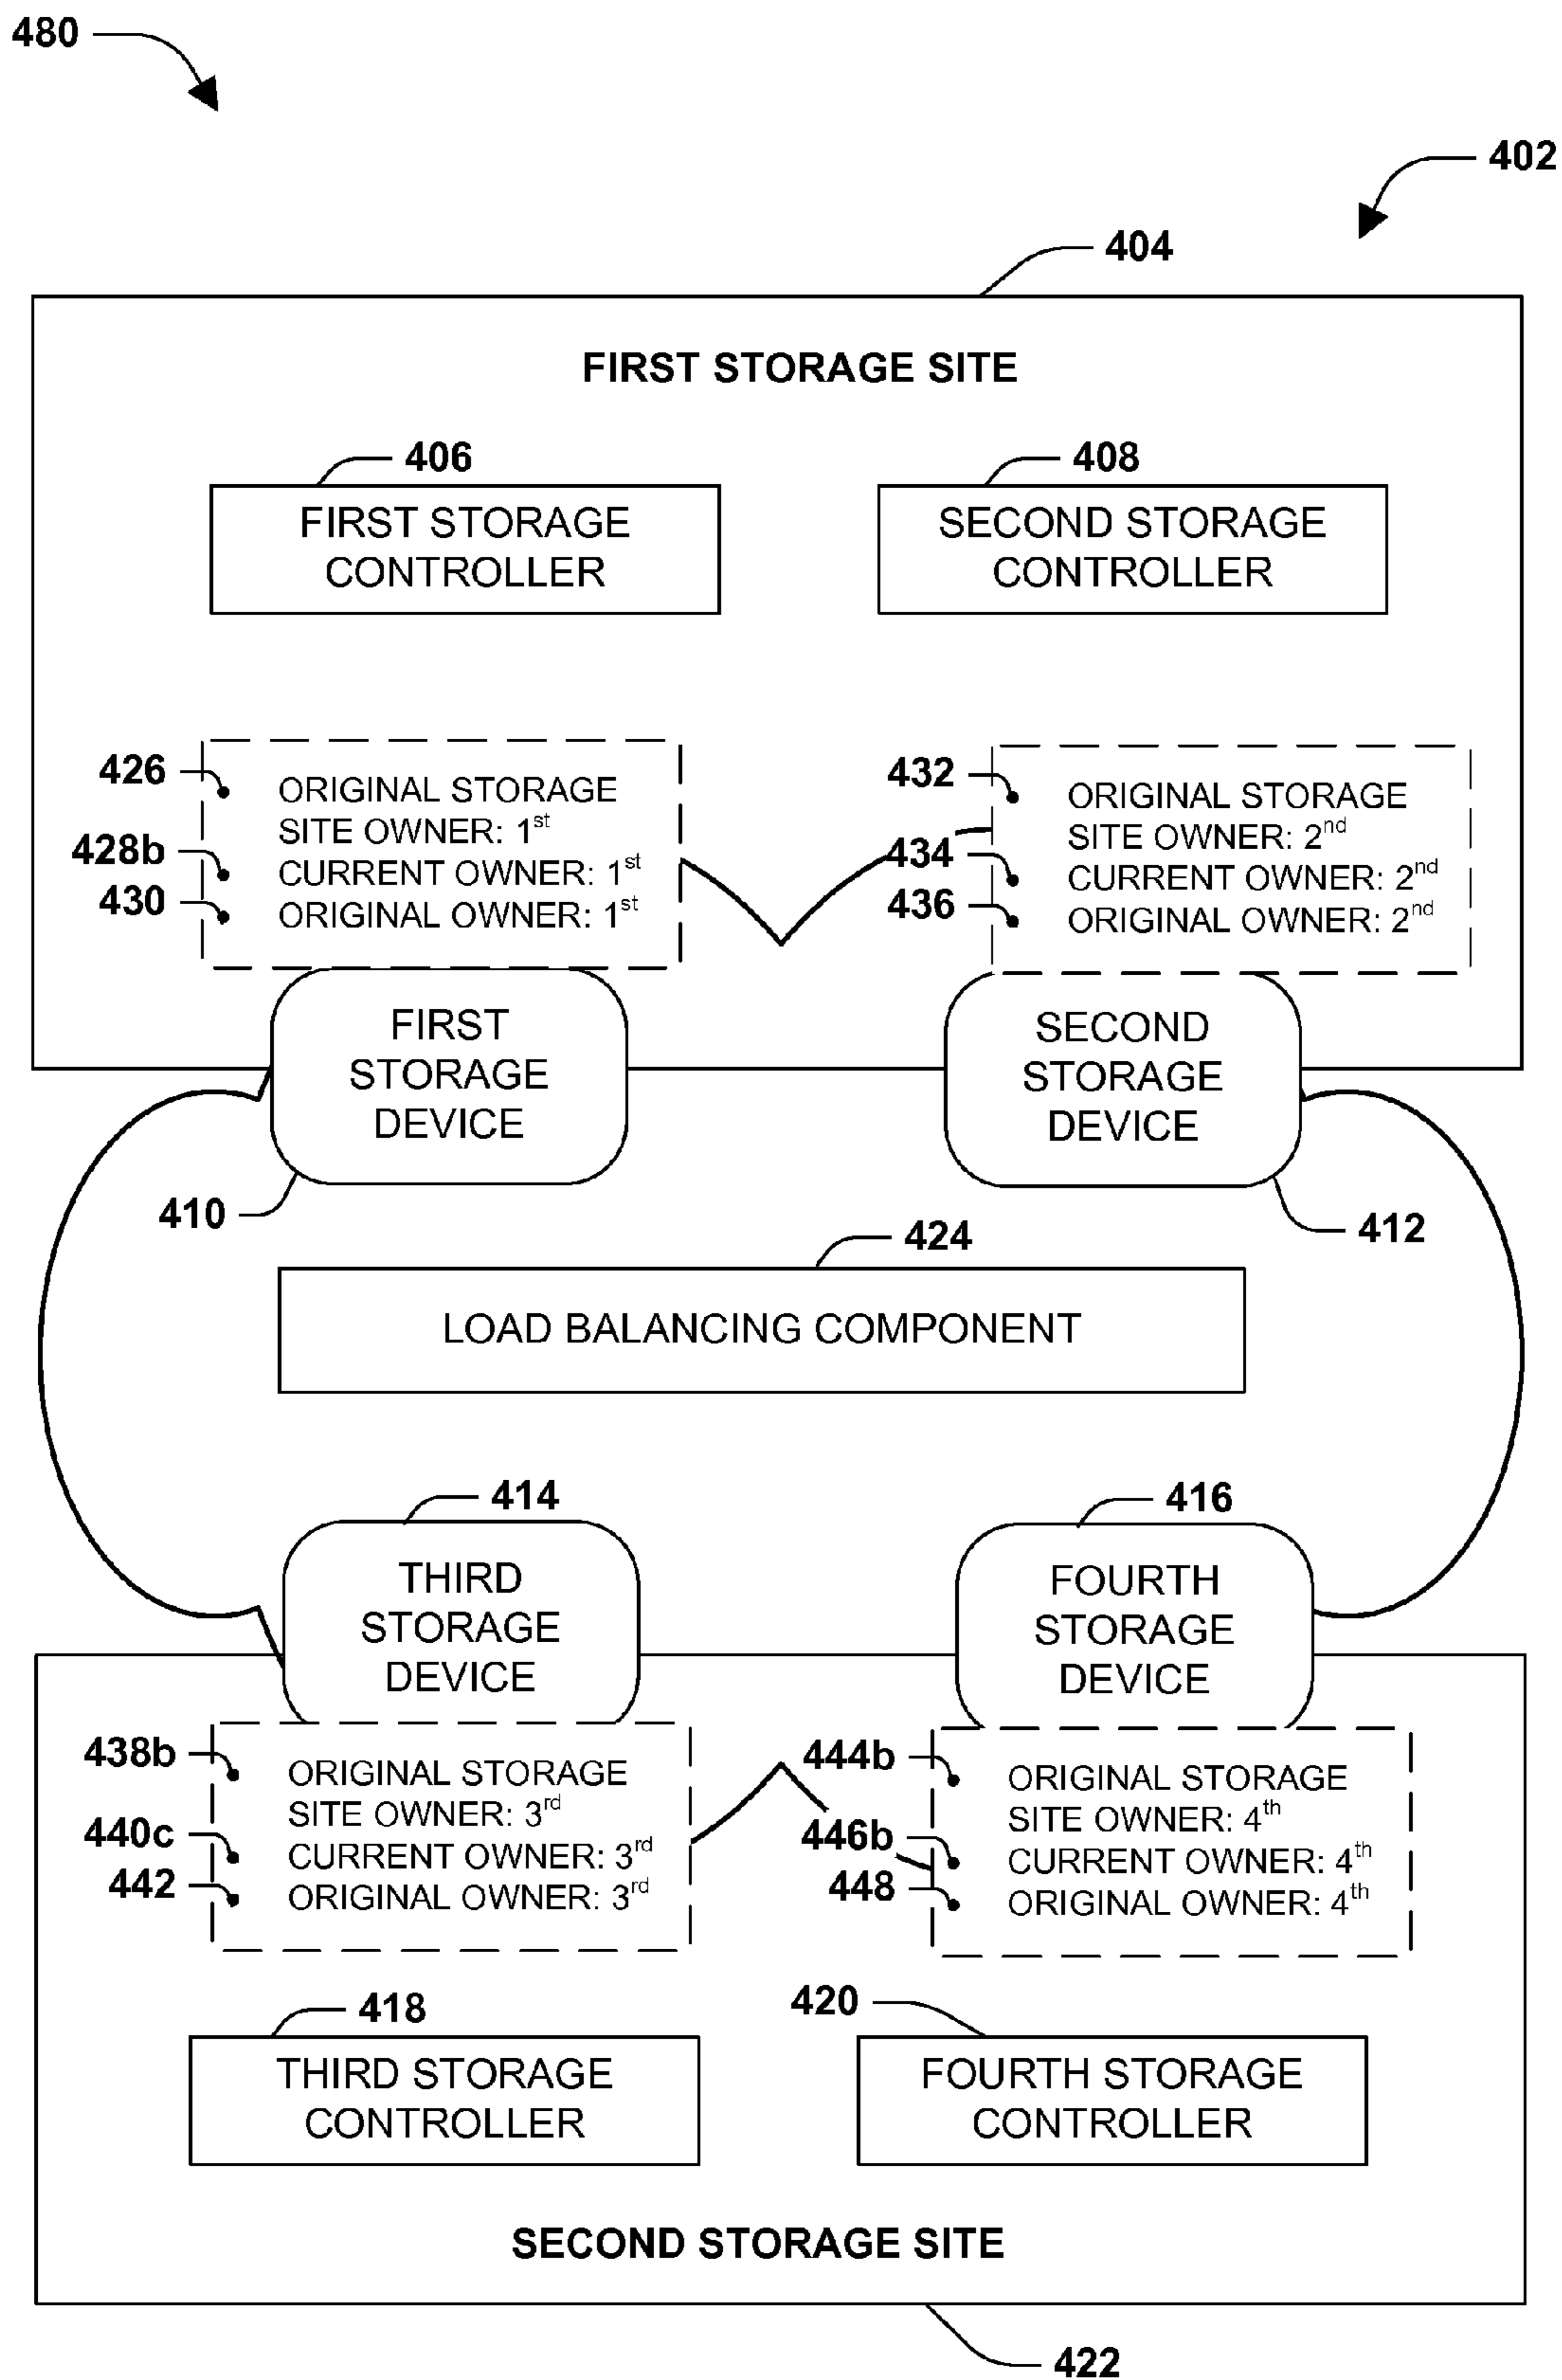 480
402
404
FIRST STORAGE SITE
406
408
FIRST STORAGE
CONTROLLER
SECOND STORAGE
CONTROLLER
426
ORIGINAL STORAGE
SITE OWNER: 1st
428b
CURRENT OWNER: 1st
430
ORIGINAL OWNER: 1st
432
ORIGINAL STORAGE
SITE OWNER: 2nd
434
CURRENT OWNER: 2nd
436
ORIGINAL OWNER: 2nd
FIRST
STORAGE
DEVICE
SECOND
STORAGE
DEVICE
410
412
424
LOAD BALANCING COMPONENT
414
416
THIRD
STORAGE
DEVICE
FOURTH
STORAGE
DEVICE
438b
ORIGINAL STORAGE
SITE OWNER: 3rd
440c
CURRENT OWNER: 3rd
442
ORIGINAL OWNER: 3rd
444b
ORIGINAL STORAGE
SITE OWNER: 4th
446b
CURRENT OWNER: 4th
448
ORIGINAL OWNER: 4th
418
420
THIRD STORAGE
CONTROLLER
FOURTH STORAGE
CONTROLLER
SECOND STORAGE SITE
422